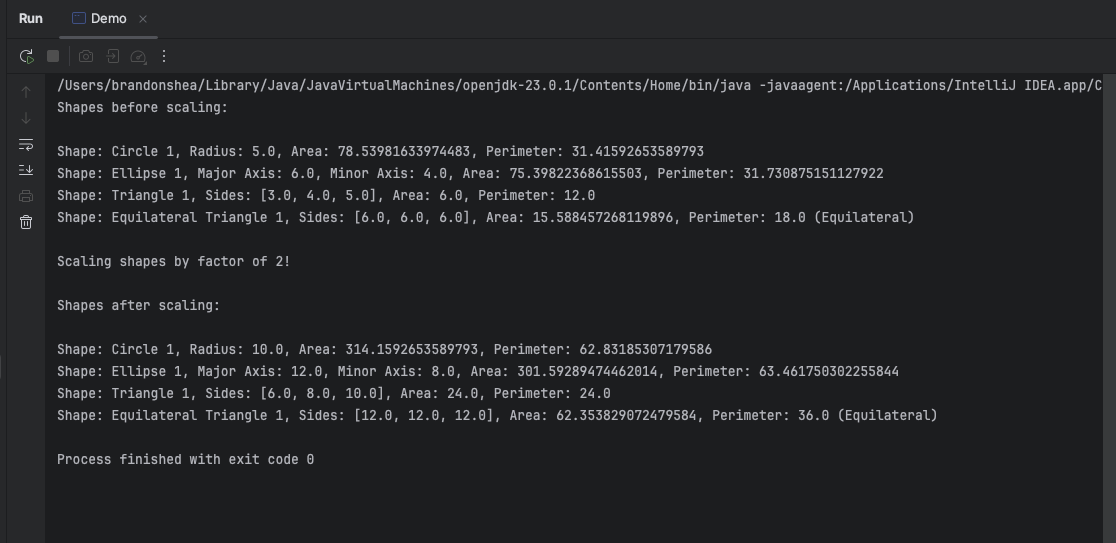 Run Demo
/Users/brandonshea/Library/Java/JavaVirtualMachines/openjdk-23.0.1/Contents/Home/bin/java -javaagent:/Applications/IntelliJ IDEA.app/C
Shapes before scaling:
Shape: Circle 1, Radius: 5.0, Area: 78.53981633974483, Perimeter: 31.41592653589793
Shape: Ellipse 1, Major Axis: 6.0, Minor Axis: 4.0, Area: 75.39822368615503, Perimeter: 31.730875151127922
Shape: Triangle 1, Sides: [3.0, 4.0, 5.0], Area: 6.0, Perimeter: 12.0
Shape: Equilateral Triangle 1, Sides: [6.0, 6.0, 6.0], Area: 15.588457268119896, Perimeter: 18.0 (Equilateral)
Scaling shapes by factor of 2!
Shapes after scaling:
Shape: Circle 1, Radius: 10.0, Area: 314.1592653589793, Perimeter: 62.83185307179586
Shape: Ellipse 1, Major Axis: 12.0, Minor Axis: 8.0, Area: 301.59289474462014, Perimeter: 63.461750302255844
Shape: Triangle 1, Sides: [6.0, 8.0, 10.0], Area: 24.0, Perimeter: 24.0
Shape: Equilateral Triangle 1, Sides: [12.0, 12.0, 12.0], Area: 62.353829072479584, Perimeter: 36.0 (Equilateral)
Process finished with exit code 0